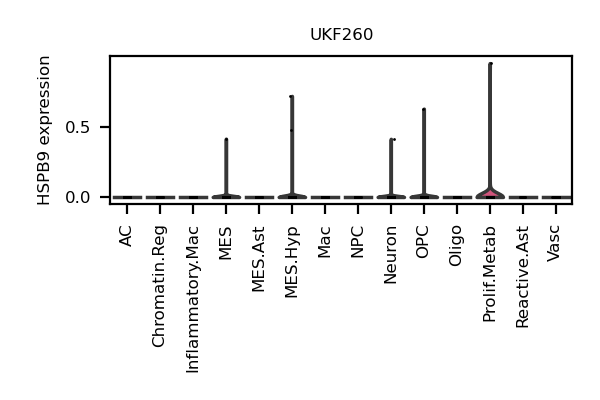 UKF260
HSPB9 expression
0.5
0.0
AC
Chromatin.Reg
Inflammatory.Mac
MES
MES.Ast
MES.Hyp
Mac
NPC
Neuron
OPC
Oligo
Prolif.Metab
Reactive.Ast
Vasc